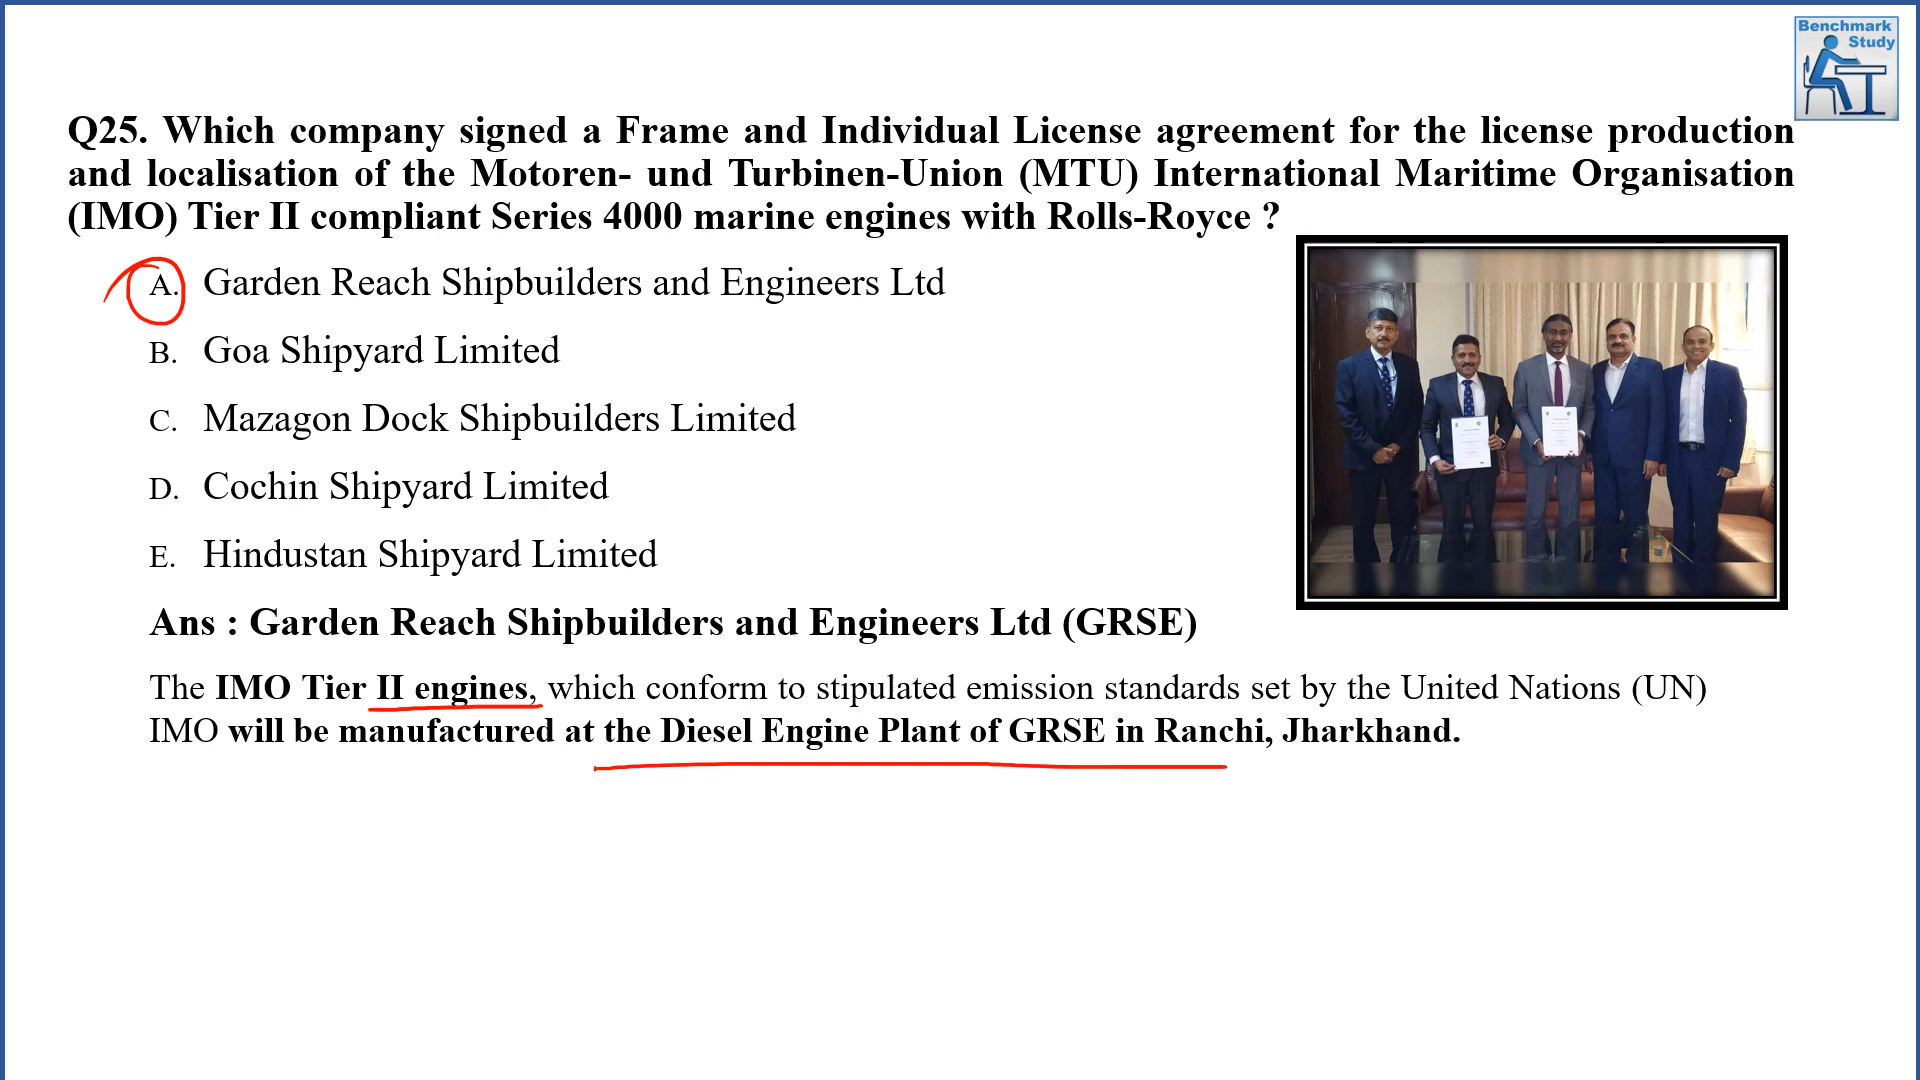 Benchmark
Study
Q25. Which company signed a Frame and Individual License agreement for the license production
and localisation of the Motoren- und Turbinen-Union (MTU) International Maritime Organisation
(IMO) Tier II compliant Series 4000 marine engines with Rolls-Royce ?
A. Garden Reach Shipbuilders and Engineers Ltd
B. Goa Shipyard Limited
C. Mazagon Dock Shipbuilders Limited
D. Cochin Shipyard Limited
E. Hindustan Shipyard Limited
Ans : Garden Reach Shipbuilders and Engineers Ltd (GRSE)
The IMO Tier II engines, which conform to stipulated emission standards set by the United Nations (UN)
IMO will be manufactured at the Diesel Engine Plant of GRSE in Ranchi, Jharkhand.